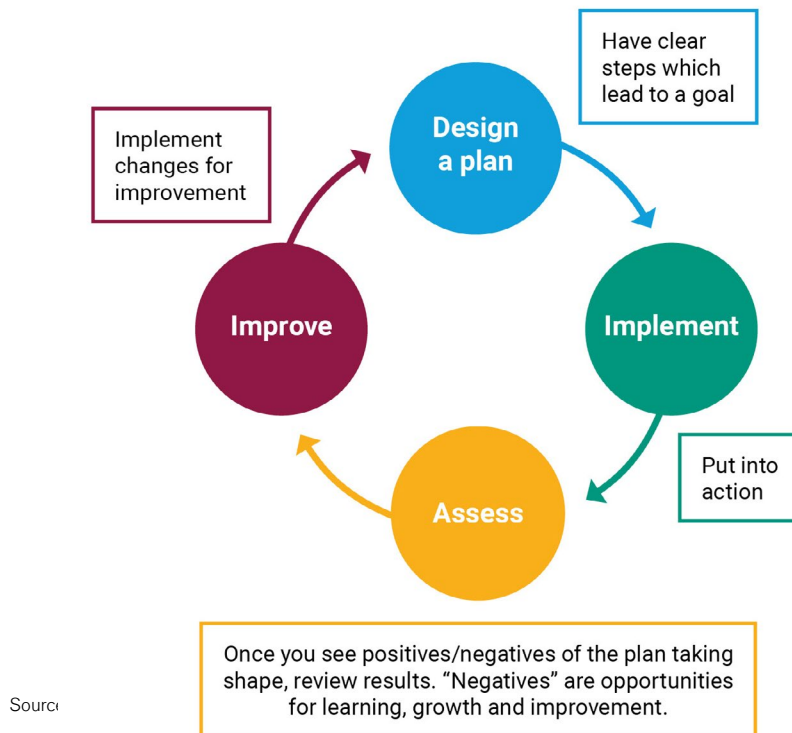 Have clear
steps which
lead to a goal
Design
a plan
Implement
changes for
improvement
Improve
Implement
Put into
action
Assess
Once you see positives/negatives of the plan taking
shape, review results. “Negatives” are opportunities
for learning, growth and improvement.